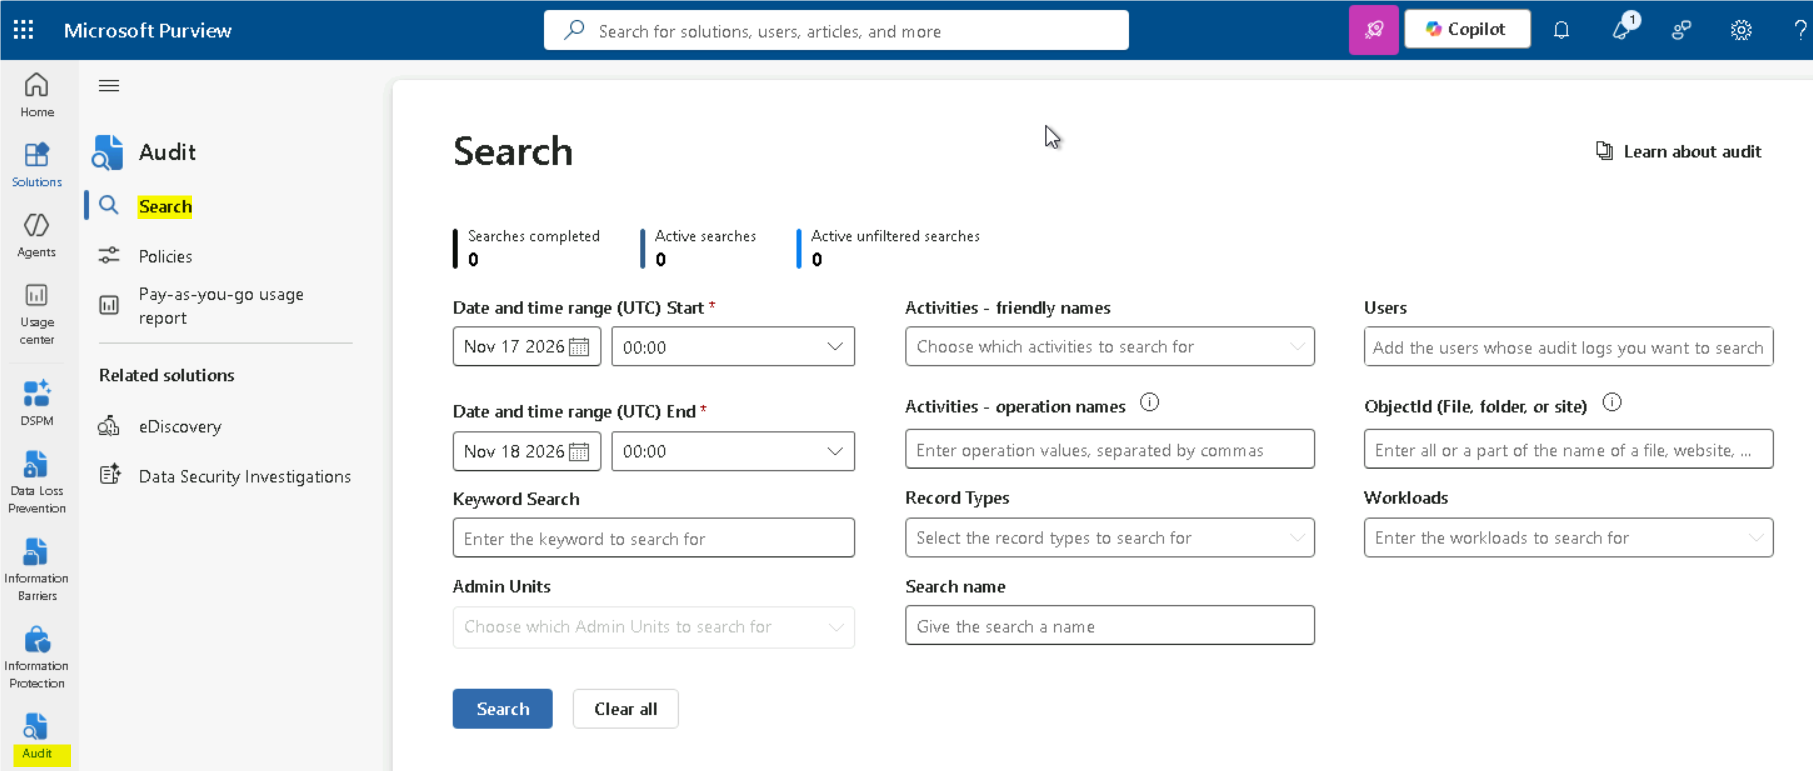 Microsoft Purview
Search for solutions, users, articles, and more
Copilot
1
?
Home
Solutions
Agents
Usage
center
DSPM
Data Loss
Prevention
Information
Barriers
Information
Protection
Audit
Audit
Search
Policies
Pay-as-you-go usage
report
Related solutions
eDiscovery
Data Security Investigations
Search
Learn about audit
Searches completed
0
Active searches
0
Active unfiltered searches
0
Date and time range (UTC) Start *
Nov 17 2026
00:00
Activities - friendly names
Choose which activities to search for
Users
Add the users whose audit logs you want to search
Date and time range (UTC) End *
Nov 18 2026
00:00
Activities - operation names
Enter operation values, separated by commas
ObjectId (File, folder, or site)
Enter all or a part of the name of a file, website, ...
Keyword Search
Enter the keyword to search for
Record Types
Select the record types to search for
Workloads
Enter the workloads to search for
Admin Units
Choose which Admin Units to search for
Search name
Give the search a name
Search
Clear all